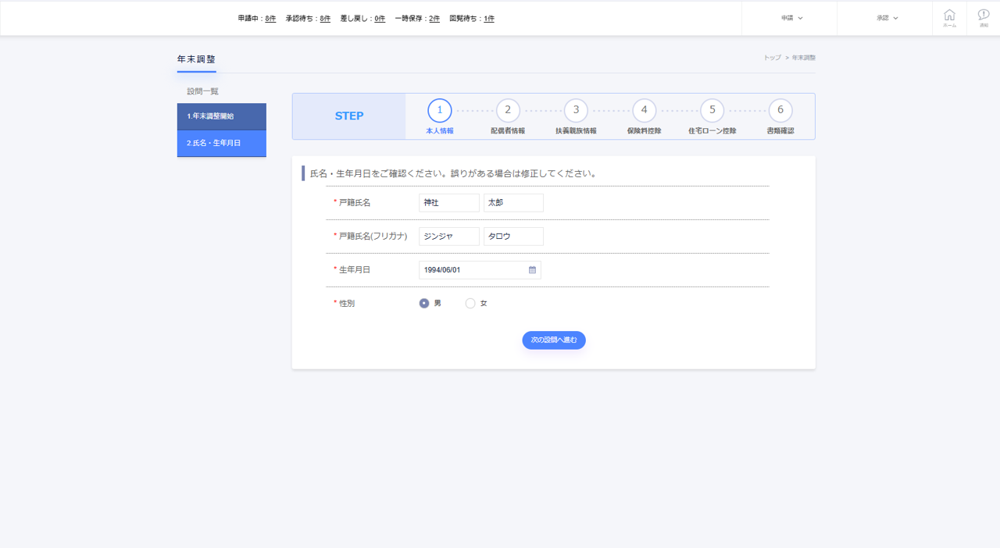 申請中：8件 承認待ち：8件 差し戻し：0件 一時保存：2件 回覧待ち：1件 申請 承認 ホーム 通知
年末調整 トップ > 年末調整
設問一覧
1.年末調整開始
2.氏名・生年月日
STEP
1 2 3 4 5 6
本人情報 配偶者情報 扶養親族情報 保険料控除 住宅ローン控除 書類確認
氏名・生年月日をご確認ください。誤りがある場合は修正してください。
* 戸籍氏名 神社 太郎
* 戸籍氏名(フリガナ) ジンジャ タロウ
* 生年月日 1994/06/01
* 性別 男 女
次の設問へ進む